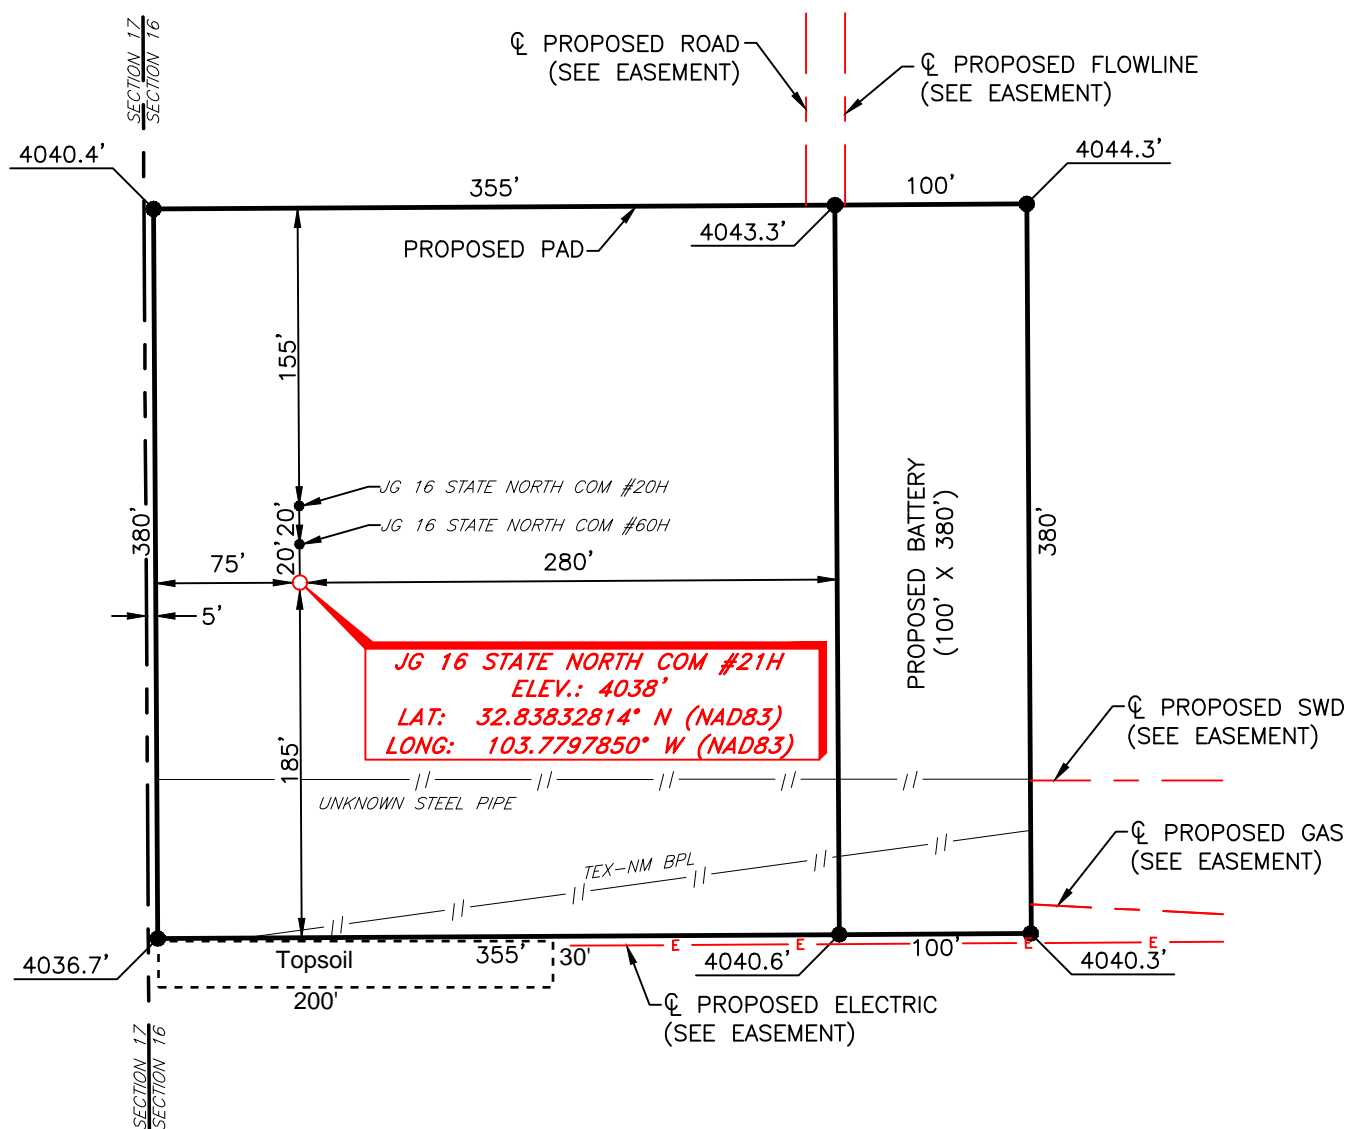 SECTION 17
SECTION 16
℄ PROPOSED ROAD
(SEE EASEMENT)
℄ PROPOSED FLOWLINE
(SEE EASEMENT)
4040.4'
355'
100'
4044.3'
4043.3'
PROPOSED PAD
155'
JG 16 STATE NORTH COM #20H
20'
JG 16 STATE NORTH COM #60H
20'
380'
75'
280'
5'
PROPOSED BATTERY
(100' X 380')
380'
JG 16 STATE NORTH COM #21H
ELEV.: 4038'
LAT: 32.83832814° N (NAD83)
LONG: 103.7797850° W (NAD83)
℄ PROPOSED SWD
(SEE EASEMENT)
185'
UNKNOWN STEEL PIPE
℄ PROPOSED GAS
(SEE EASEMENT)
TEX-NM BPL
4036.7'
Topsoil
355'
30'
E
E
E
E
4040.6'
100'
4040.3'
200'
℄ PROPOSED ELECTRIC
(SEE EASEMENT)
SECTION 17
SECTION 16